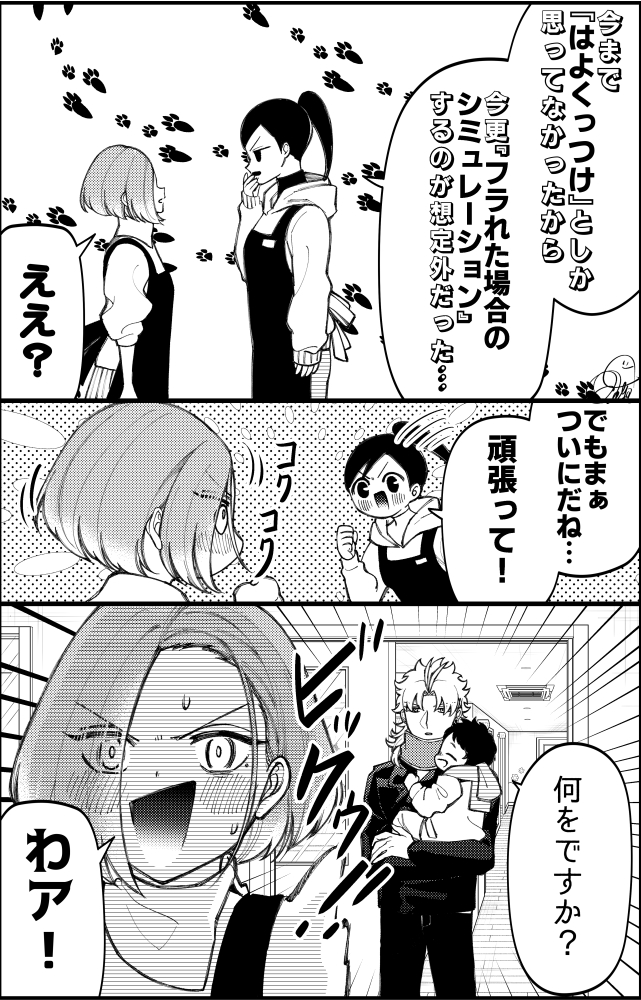 今まで
『はよくっつけ』としか
思ってなかったから
今更『フラれた場合の
シミュレーション』
するのが想定外だった…
ええ？
でもまぁ
ついにだね…
頑張って！
コク
コク
何をですか？
ビックゥ!!
わァ！